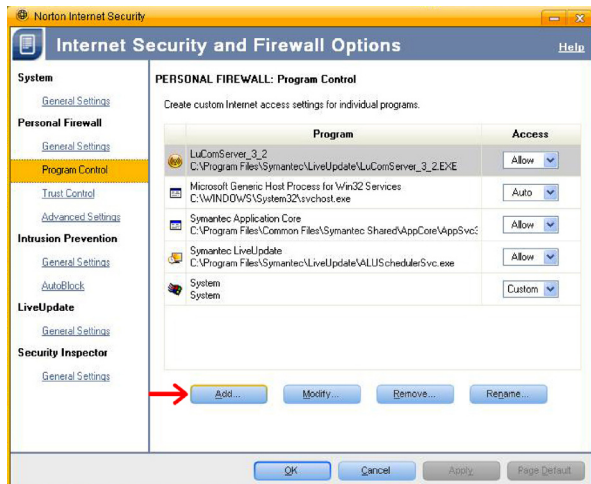 Norton Internet Security
Internet Security and Firewall Options
Help
System
General Settings
Personal Firewall
General Settings
Program Control
Trust Control
Advanced Settings
Intrusion Prevention
General Settings
AutoBlock
LiveUpdate
General Settings
Security Inspector
General Settings
PERSONAL FIREWALL: Program Control
Create custom Internet access settings for individual programs.
Program Access
LuComServer_3_2 Allow
C:\Program Files\Symantec\LiveUpdate\LuComServer_3_2.EXE
Microsoft Generic Host Process for Win32 Services Auto
C:\WINDOWS\System32\svchost.exe
Symantec Application Core Allow
C:\Program Files\Common Files\Symantec Shared\AppCore\AppSvc3
Symantec LiveUpdate Allow
C:\Program Files\Symantec\LiveUpdate\ALUSchedulerSvc.exe
System Custom
System
Add... Modify... Remove... Rename...
OK Cancel Apply Page Default